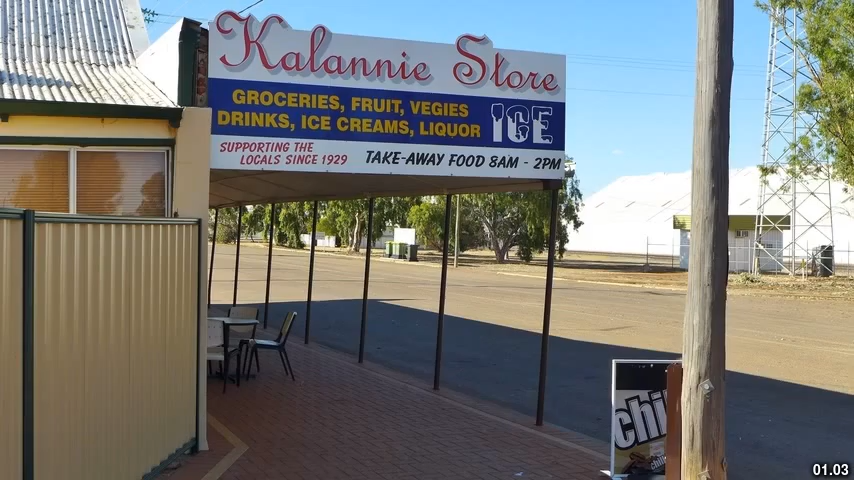 Kalannie Store
GROCERIES, FRUIT, VEGIES
DRINKS, ICE CREAMS, LIQUOR
ICE
SUPPORTING THE
LOCALS SINCE 1929
TAKE-AWAY FOOD 8AM - 2PM
01.03